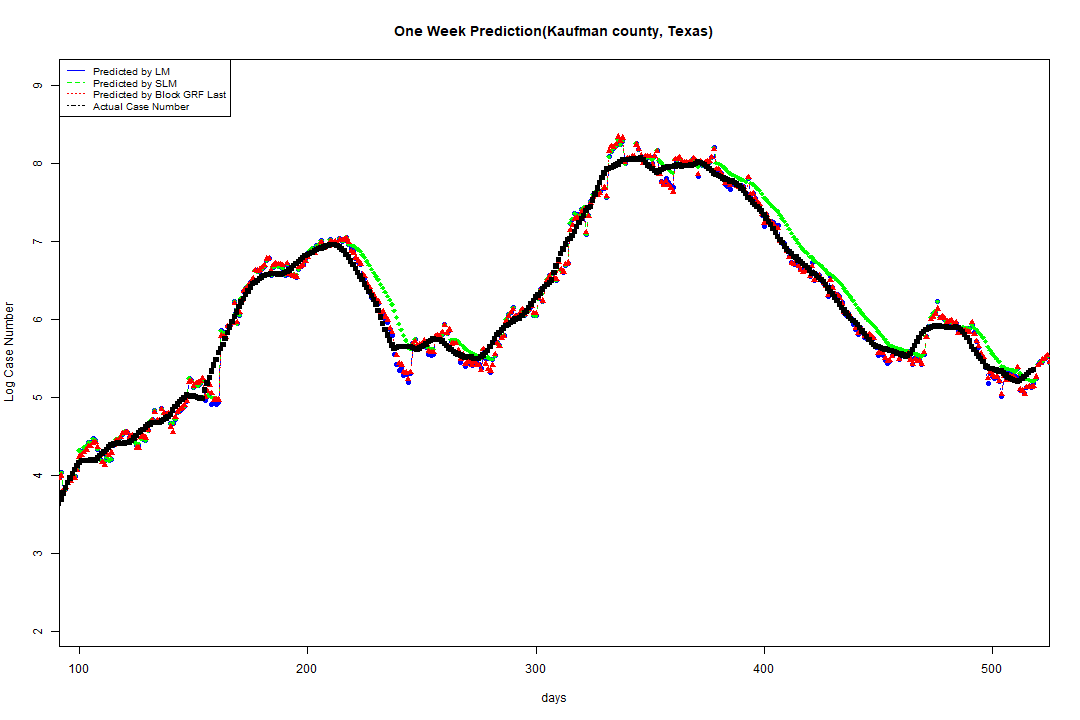 One Week Prediction(Kaufman county, Texas)
Predicted by LM
Predicted by SLM
Predicted by Block GRF Last
Actual Case Number
9
8
7
6
5
4
3
2
Log Case Number
100 200 300 400 500
days